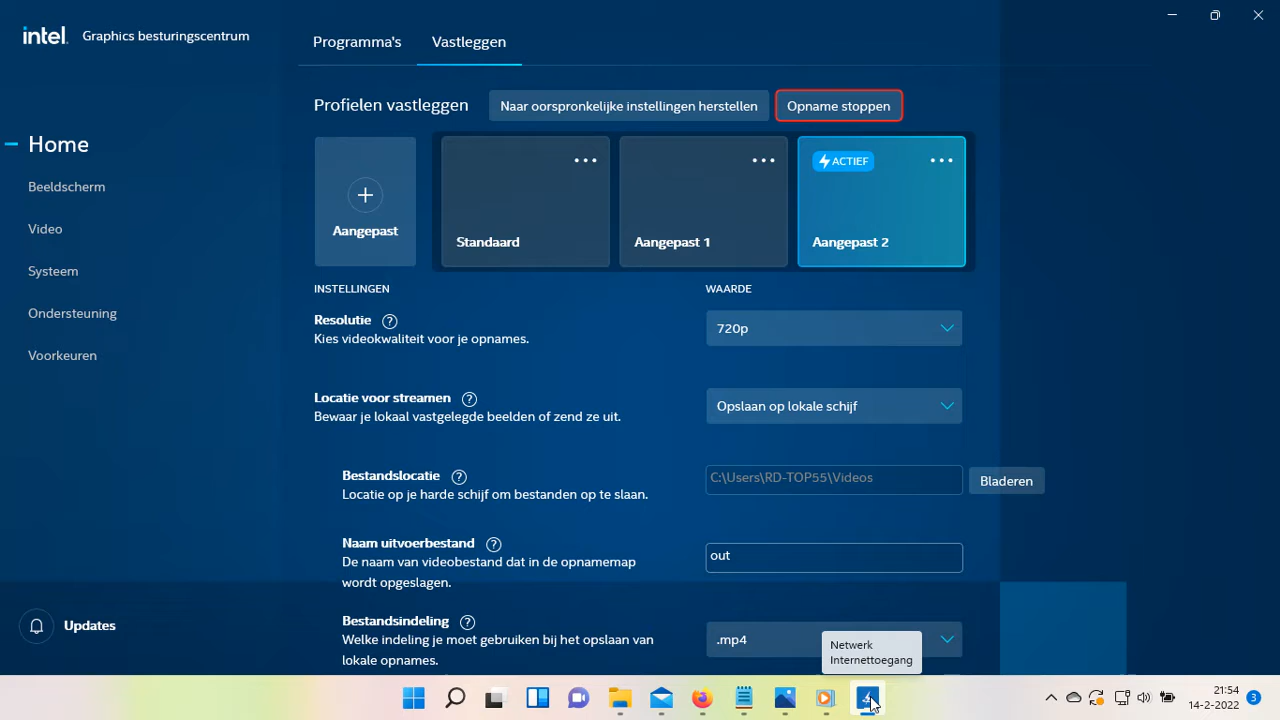 intel. Graphics besturingscentrum
Programma's Vastleggen
Profielen vastleggen Naar oorspronkelijke instellingen herstellen Opname stoppen
Home
Beeldscherm
Video
Systeem
Ondersteuning
Voorkeuren
Updates
ACTIEF
Aangepast
Standaard Aangepast 1 Aangepast 2
INSTELLINGEN WAARDE
Resolutie ?
Kies videokwaliteit voor je opnames.
720p
Locatie voor streamen ?
Bewaar je lokaal vastgelegde beelden of zend ze uit.
Opslaan op lokale schijf
Bestandslocatie ?
Locatie op je harde schijf om bestanden op te slaan.
C:\Users\RD-TOP55\Videos Bladeren
Naam uitvoerbestand ?
De naam van videobestand dat in de opnamemap
wordt opgeslagen.
out
Bestandsindeling ?
Welke indeling je moet gebruiken bij het opslaan van
lokale opnames.
.mp4
Netwerk
Internettoegang
21:54
14-2-2022
3